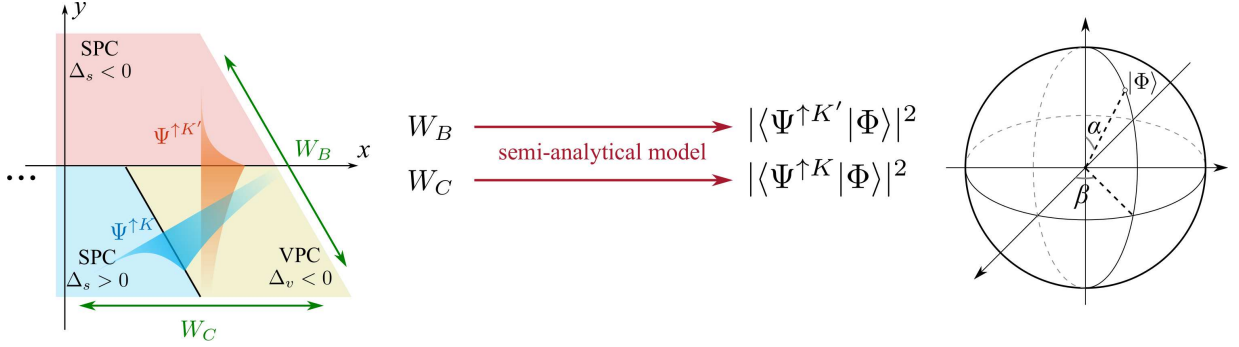 y
SPC
Δ_s < 0
Ψ^{↑K'}
W_B
x
...
Ψ^{↑K}
SPC
Δ_s > 0
VPC
Δ_v < 0
W_C
W_B
|⟨Ψ^{↑K'}|Φ⟩|²
semi-analytical model
W_C
|⟨Ψ^{↑K}|Φ⟩|²
|Φ⟩
α
β